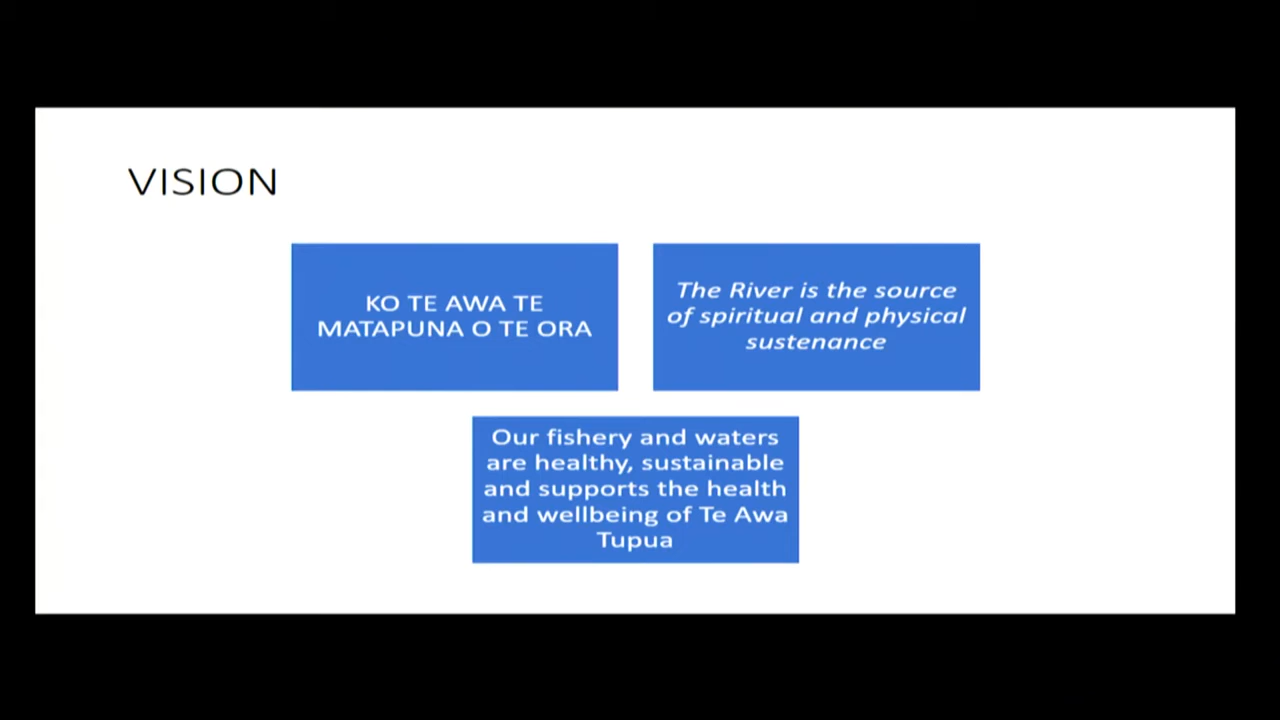 VISION
KO TE AWA TE
MATAPUNA O TE ORA
The River is the source
of spiritual and physical
sustenance
Our fishery and waters
are healthy, sustainable
and supports the health
and wellbeing of Te Awa
Tupua